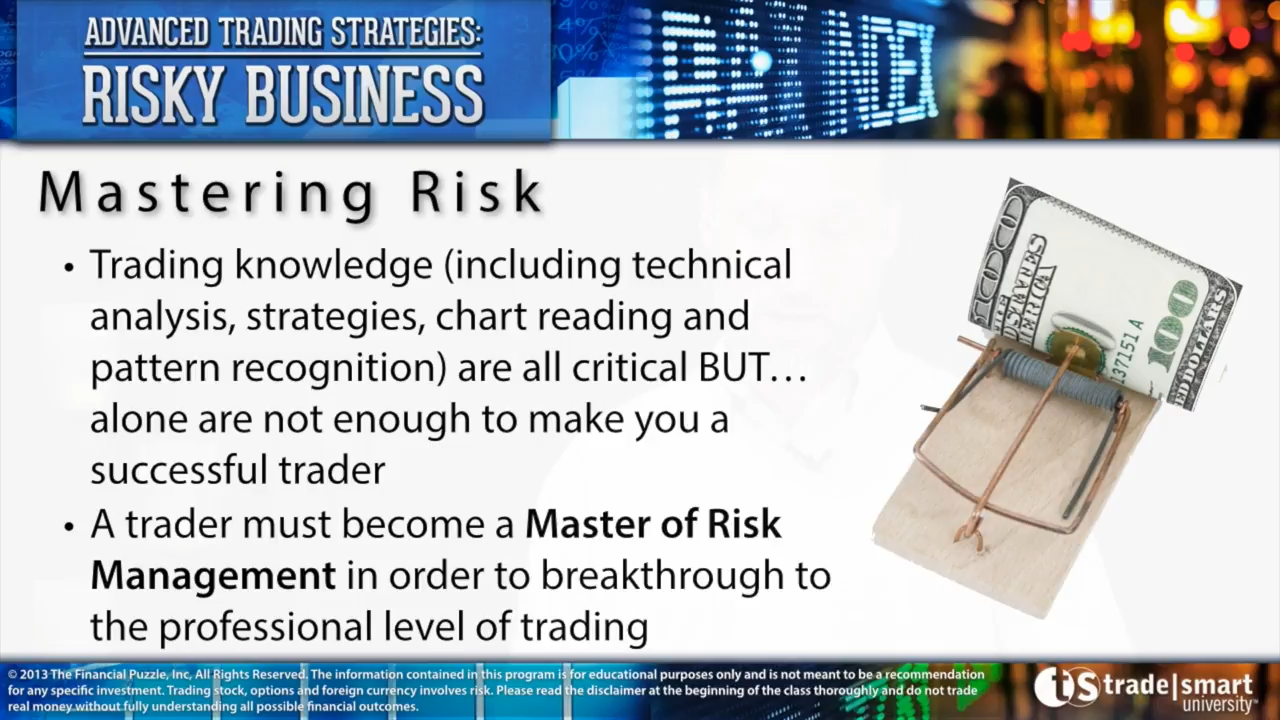 ADVANCED TRADING STRATEGIES:
RISKY BUSINESS
INDEX
Mastering Risk
• Trading knowledge (including technical
analysis, strategies, chart reading and
pattern recognition) are all critical BUT…
alone are not enough to make you a
successful trader
• A trader must become a Master of Risk
Management in order to breakthrough to
the professional level of trading
100
100
37151A
© 2013 The Financial Puzzle, Inc, All Rights Reserved. The information contained in this program is for educational purposes only and is not meant to be a recommendation
for any specific investment. Trading stock, options and foreign currency involves risk. Please read the disclaimer at the beginning of the class thoroughly and do not trade
real money without fully understanding all possible financial outcomes.
ts trade|smart
university™